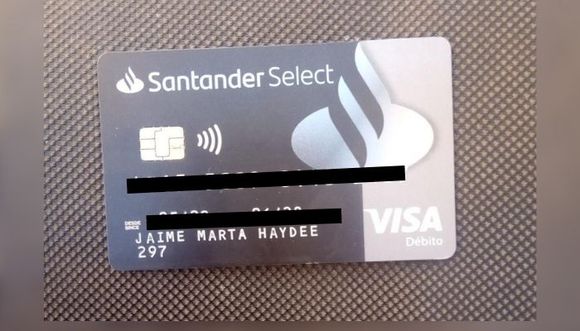 Santander Select
DESDE
SINCE
VISA
Débito
JAIME MARTA HAYDEE
297